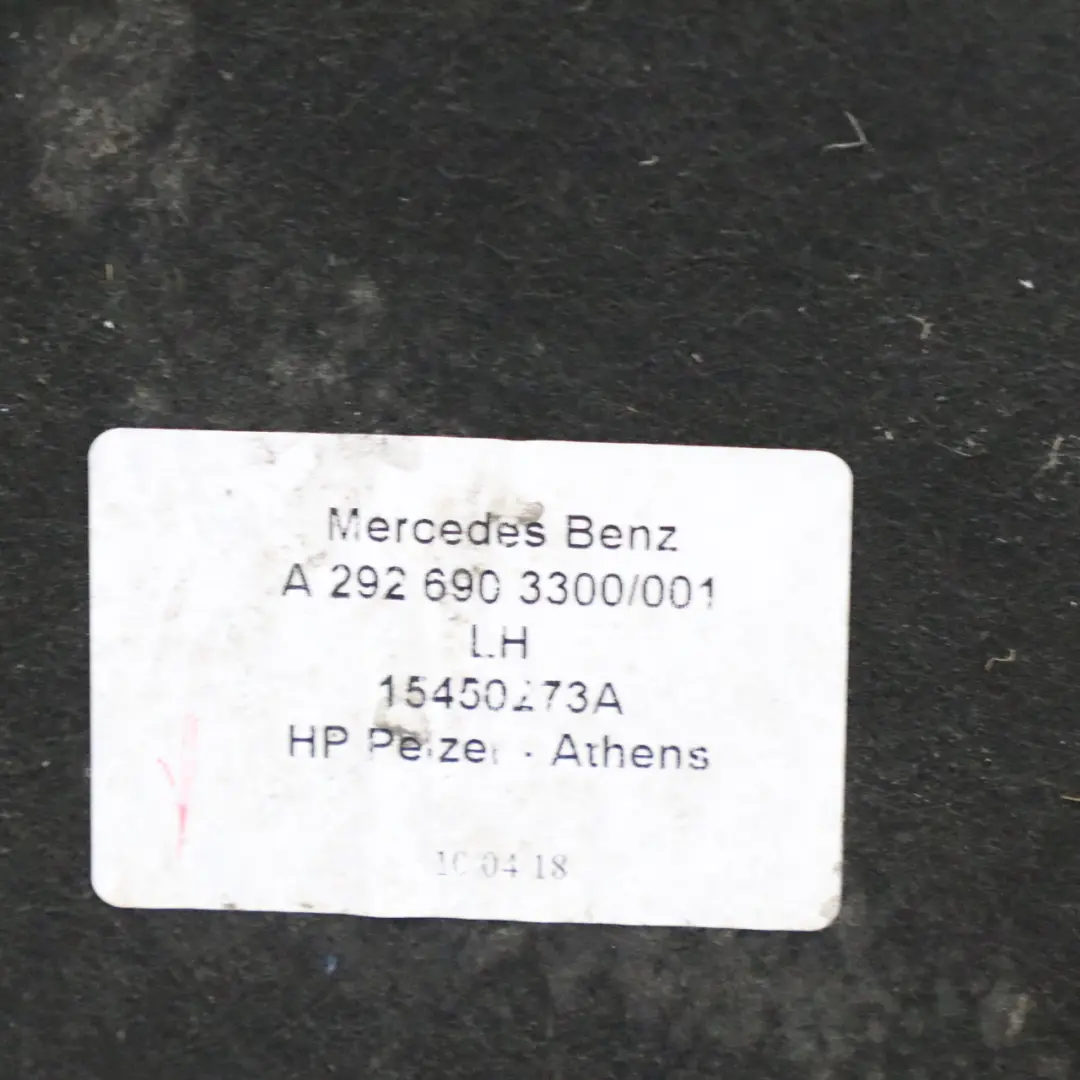 Mercedes Benz
A 292 690 3300/001
LH
15450273A
HP Pelzer - Athens
10 04 18